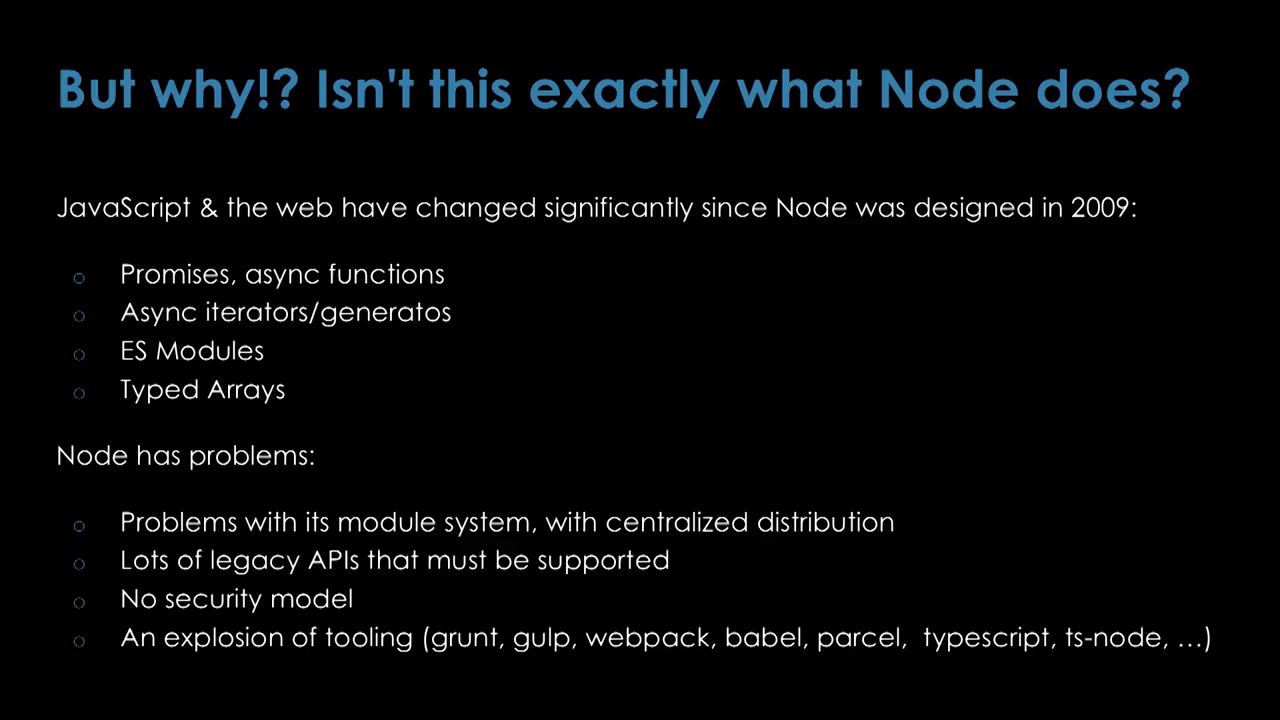 But why!? Isn't this exactly what Node does?
JavaScript & the web have changed significantly since Node was designed in 2009:
Promises, async functions
Async iterators/generatos
ES Modules
Typed Arrays
Node has problems:
Problems with its module system, with centralized distribution
Lots of legacy APIs that must be supported
No security model
An explosion of tooling (grunt, gulp, webpack, babel, parcel,  typescript, ts-node, …)